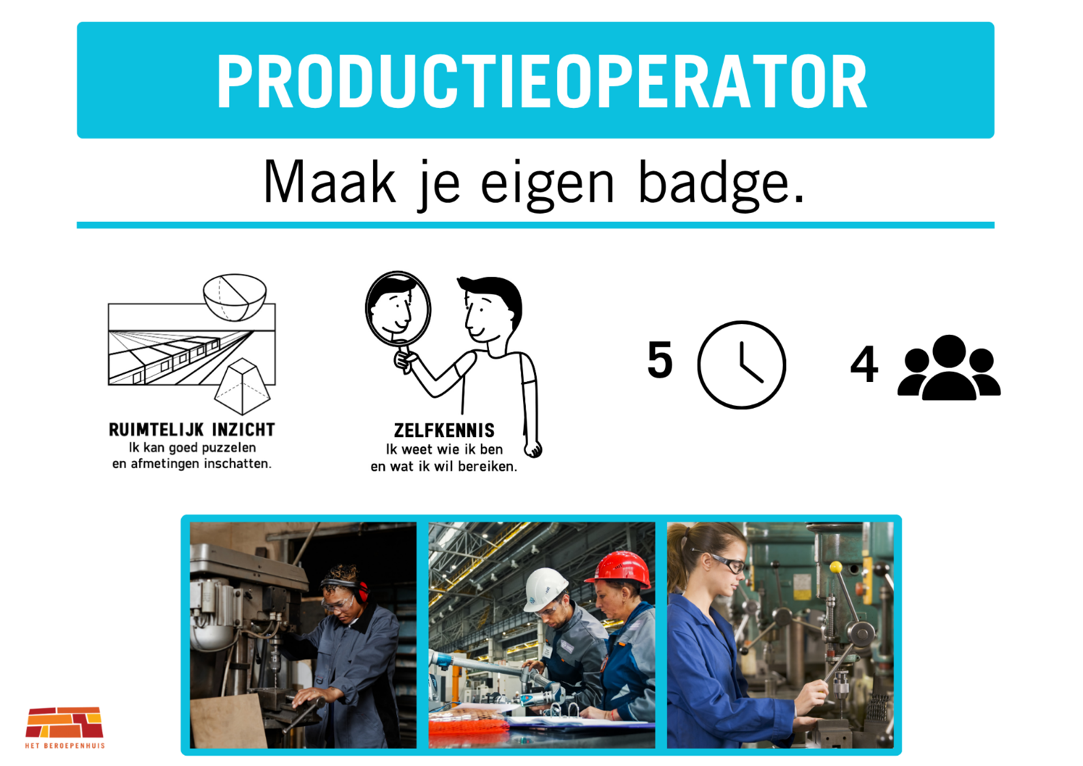 PRODUCTIEOPERATOR
Maak je eigen badge.
RUIMTELIJK INZICHT
Ik kan goed puzzelen
en afmetingen inschatten.
ZELFKENNIS
Ik weet wie ik ben
en wat ik wil bereiken.
5
4
HET BEROEPENHUIS